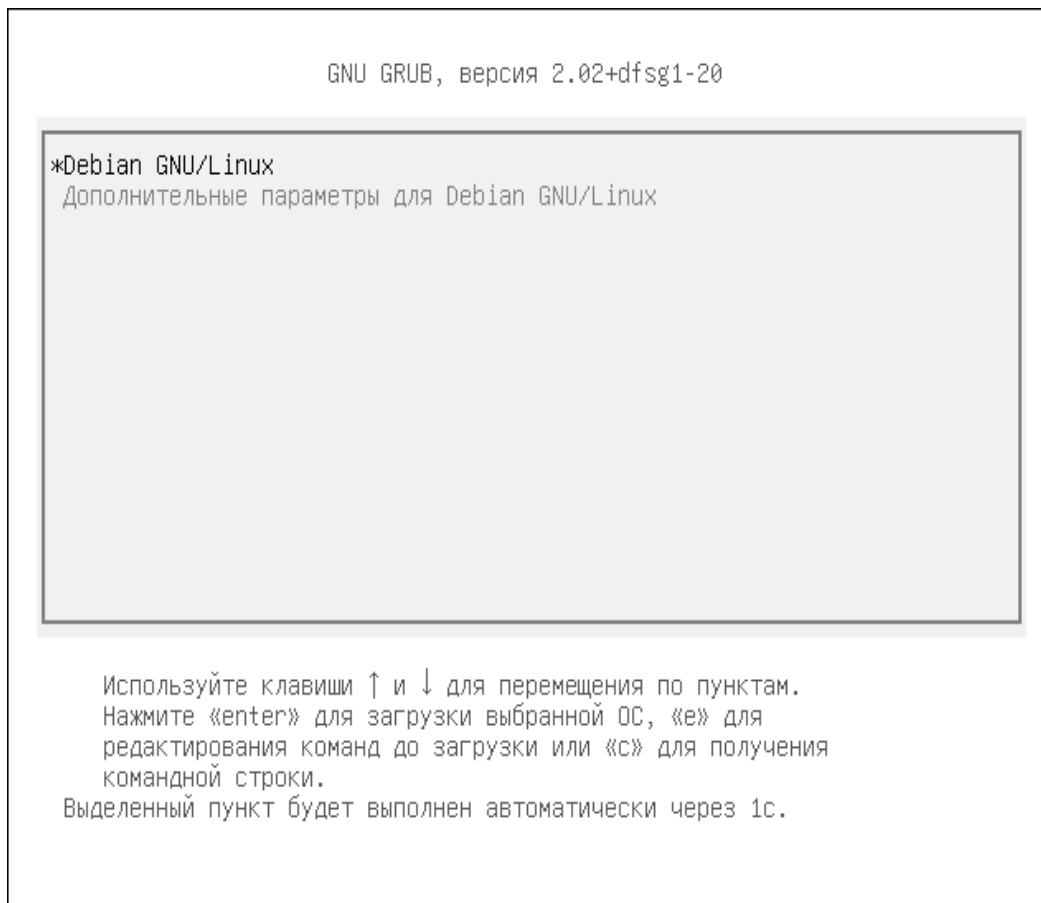 GNU GRUB, версия 2.02+dfsg1-20
*Debian GNU/Linux
Дополнительные параметры для Debian GNU/Linux
Используйте клавиши ↑ и ↓ для перемещения по пунктам.
Нажмите «enter» для загрузки выбранной ОС, «e» для
редактирования команд до загрузки или «c» для получения
командной строки.
Выделенный пункт будет выполнен автоматически через 1с.